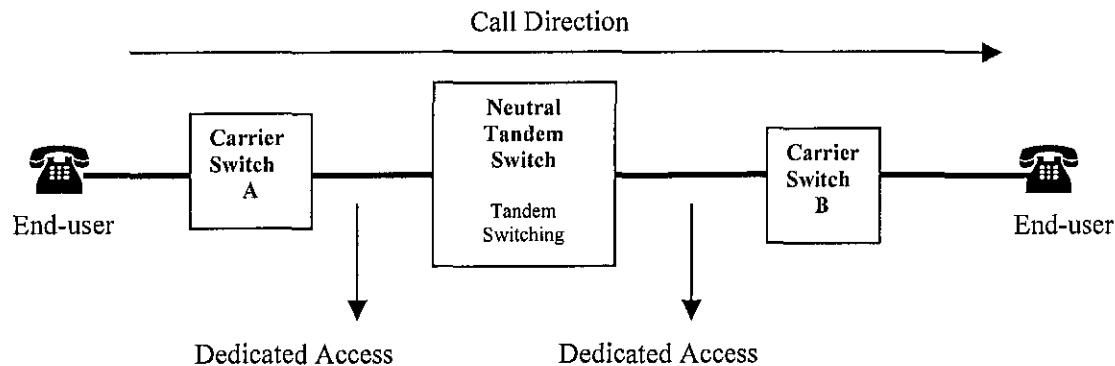 Call Direction
Neutral
Tandem
Switch
Tandem
Switching
Carrier
Switch
A
Carrier
Switch
B
End-user
End-user
Dedicated Access
Dedicated Access